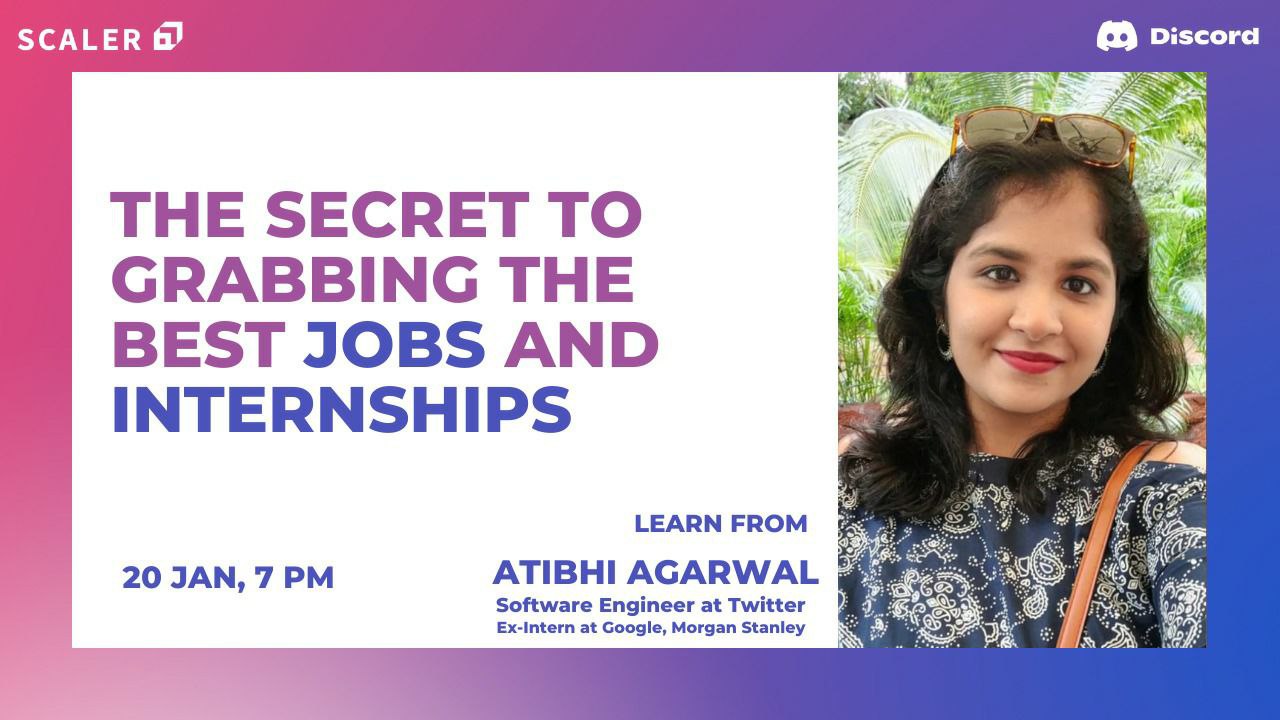 SCALER
Discord
THE SECRET TO
GRABBING THE
BEST JOBS AND
INTERNSHIPS
LEARN FROM
20 JAN, 7 PM
ATIBHI AGARWAL
Software Engineer at Twitter
Ex-Intern at Google, Morgan Stanley